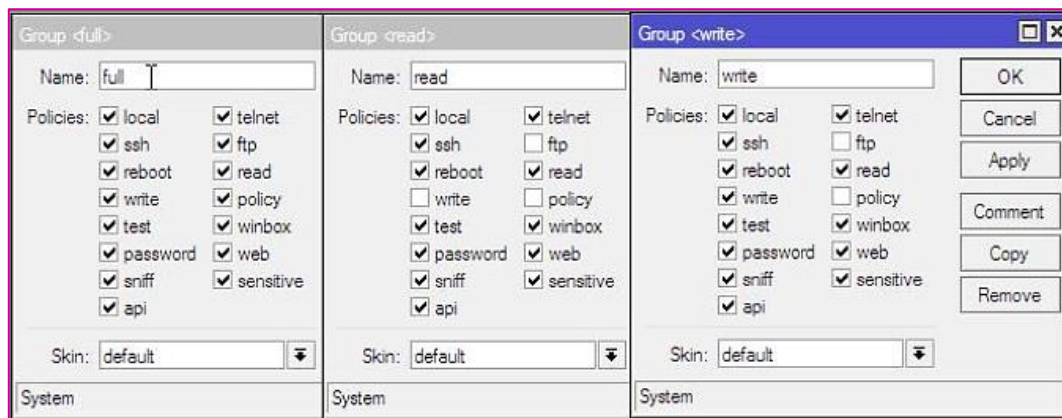 Group <full>
Name: full
Policies: local telnet
ssh ftp
reboot read
write policy
test winbox
password web
sniff sensitive
api
Skin: default
System
Group <read>
Name: read
Policies: local telnet
ssh ftp
reboot read
write policy
test winbox
password web
sniff sensitive
api
Skin: default
System
Group <write>
Name: write
Policies: local telnet
ssh ftp
reboot read
write policy
test winbox
password web
sniff sensitive
api
Skin: default
System
OK
Cancel
Apply
Comment
Copy
Remove